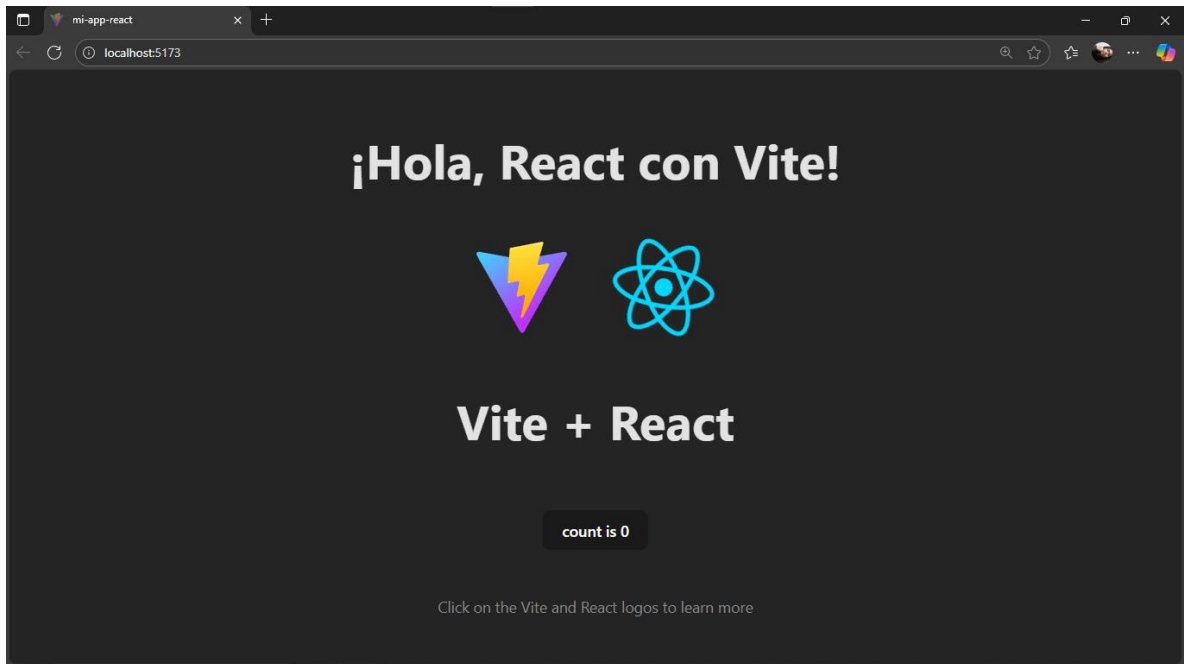 mi-app-react
localhost:5173
¡Hola, React con Vite!
Vite + React
count is 0
Click on the Vite and React logos to learn more